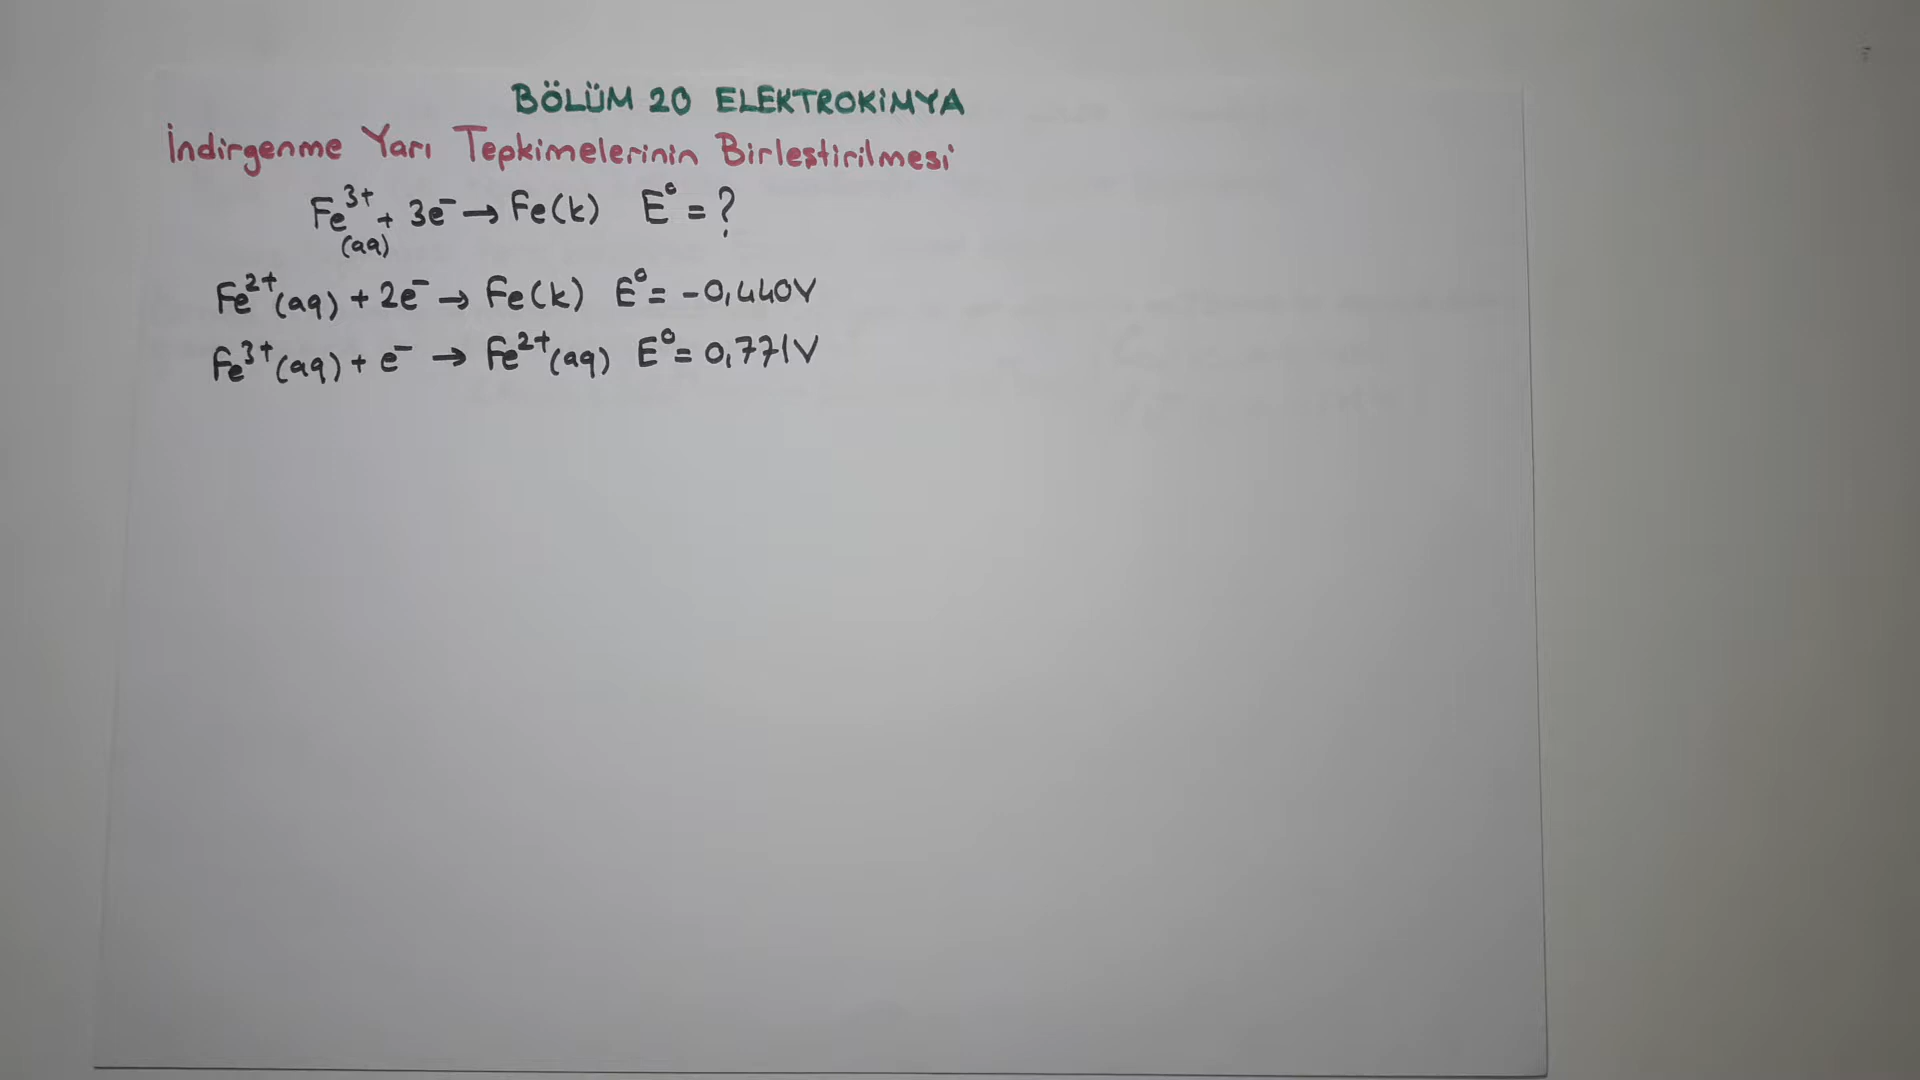 BÖLÜM 20 ELEKTROKİMYA
İndirgenme Yarı Tepkimelerinin Birleştirilmesi
Fe³⁺(aq) + 3e⁻ → Fe(k) E° = ?
Fe²⁺(aq) + 2e⁻ → Fe(k) E° = -0,440V
Fe³⁺(aq) + e⁻ → Fe²⁺(aq) E° = 0,771V